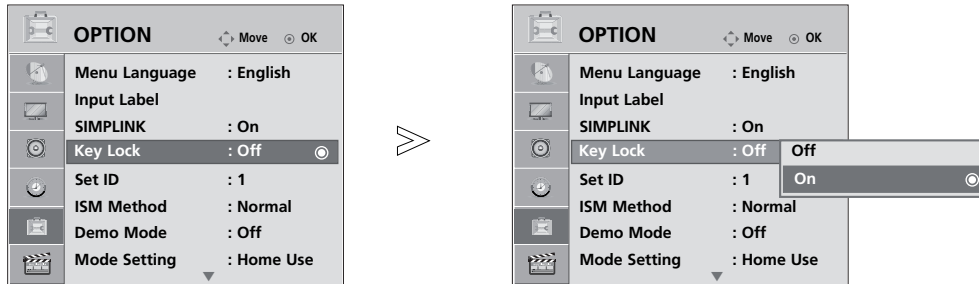 OPTION Move OK
Menu Language : English
Input Label
SIMPLINK : On
Key Lock : Off
Set ID : 1
ISM Method : Normal
Demo Mode : Off
Mode Setting : Home Use
OPTION Move OK
Menu Language : English
Input Label
SIMPLINK : On
Key Lock : Off
Set ID : 1
ISM Method : Normal
Demo Mode : Off
Mode Setting : Home Use
Off
On